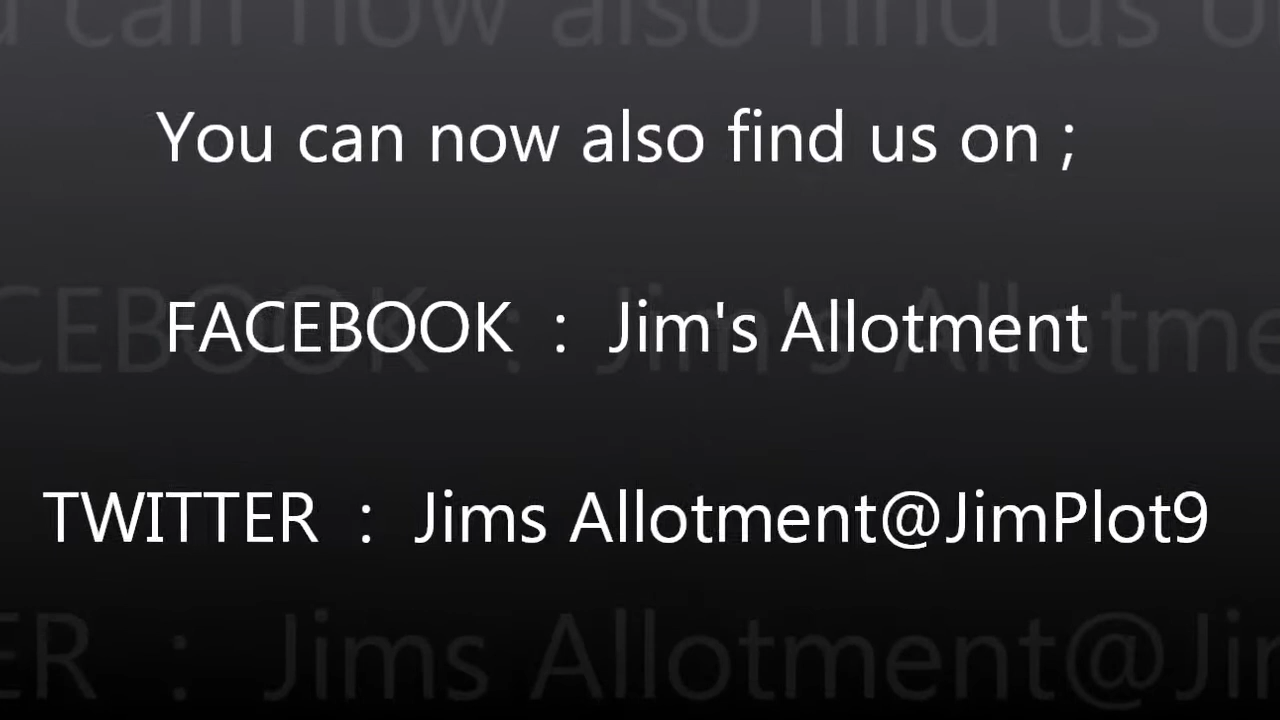 You can now also find us on ;
FACEBOOK : Jim's Allotment
TWITTER : Jims Allotment@JimPlot9